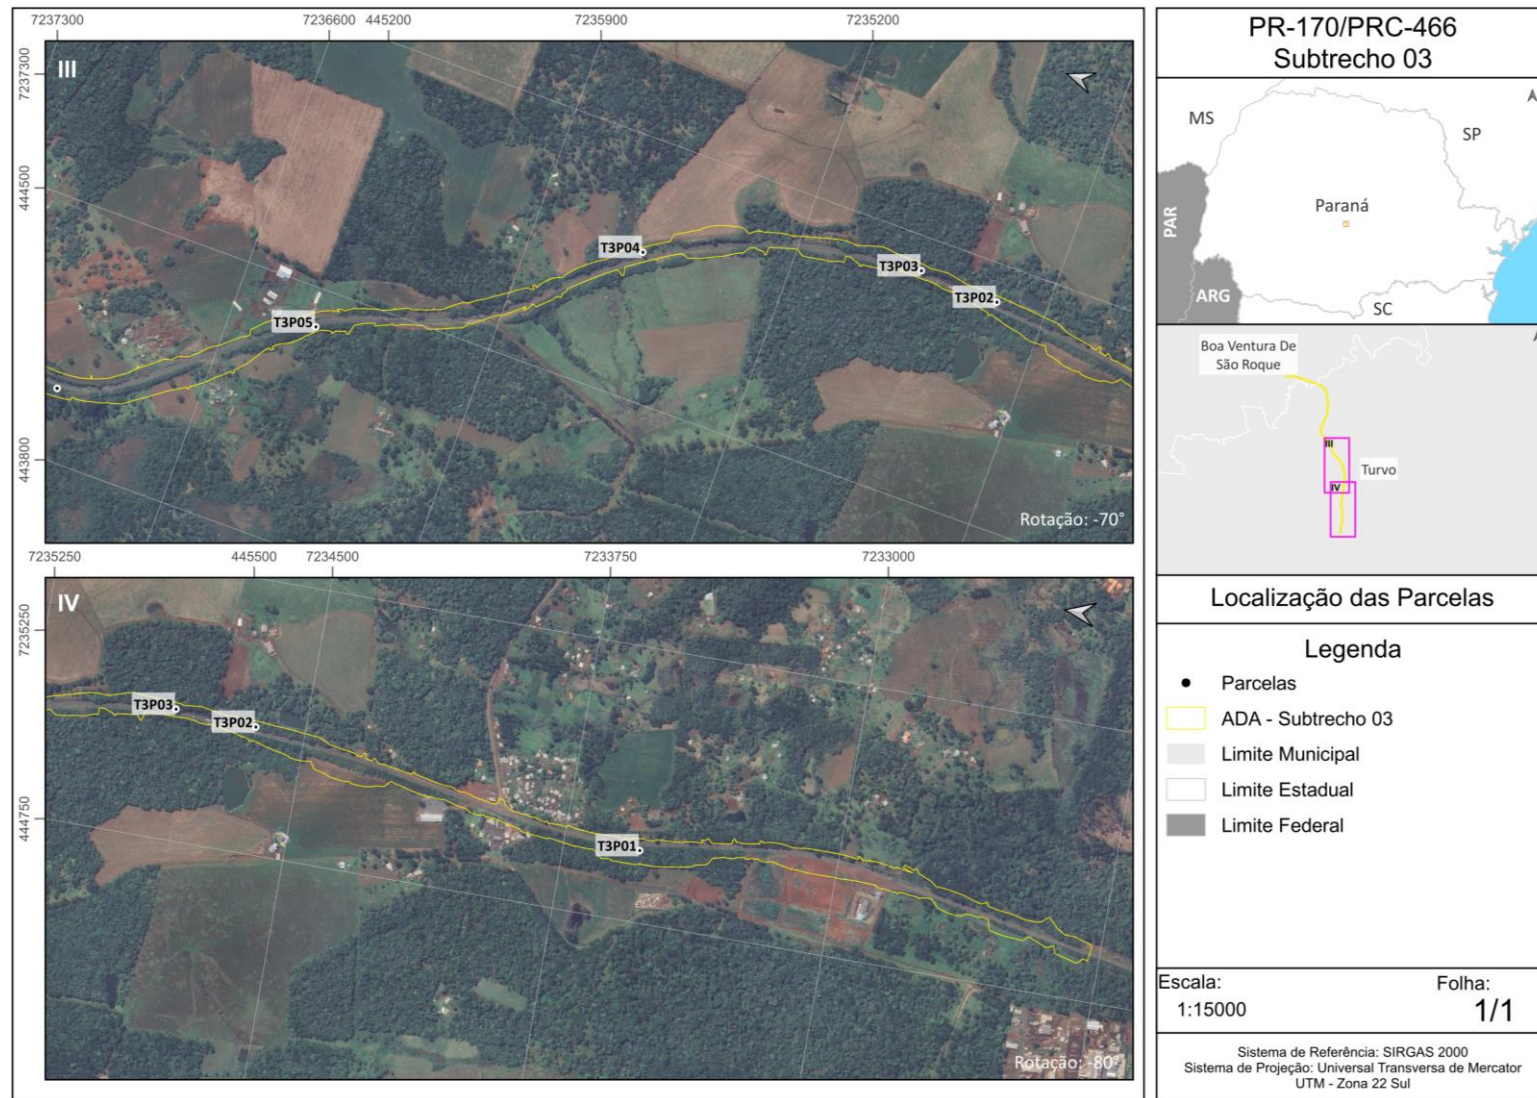 7237300
7236600
445200
7235900
7235200
7237300
444500
443800
III
T3P04
T3P03
T3P02
T3P05
Rotação: -70°
7235250
445500
7234500
7233750
7233000
7235250
444750
IV
T3P03
T3P02
T3P01
Rotação: -80°
PR-170/PRC-466
Subtrecho 03
MS
SP
PAR
Paraná
ARG
SC
Boa Ventura De
São Roque
III
Turvo
IV
Localização das Parcelas
Legenda
Parcelas
ADA - Subtrecho 03
Limite Municipal
Limite Estadual
Limite Federal
Escala:
1:15000
Folha:
1/1
Sistema de Referência: SIRGAS 2000
Sistema de Projeção: Universal Transversa de Mercator
UTM - Zona 22 Sul